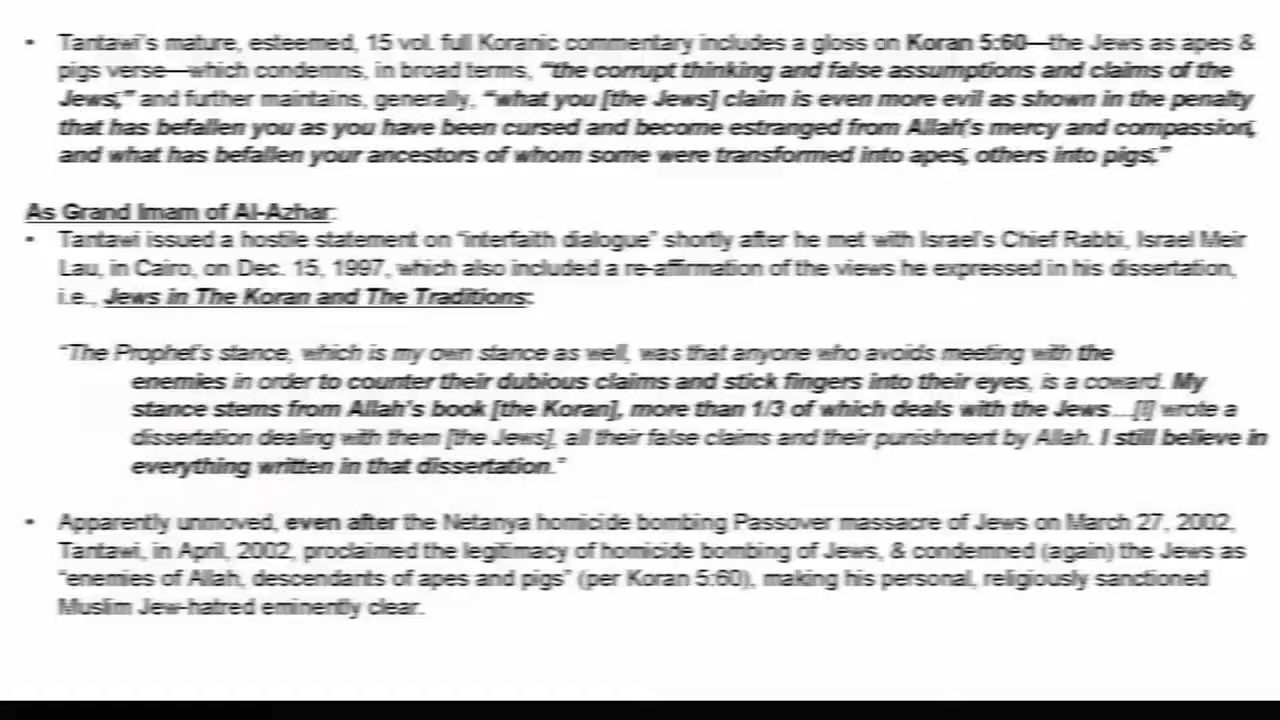 • Tantawi's mature, esteemed, 15 vol. full Koranic commentary includes a gloss on Koran 5:60—the Jews as apes &
pigs verse—which condemns, in broad terms, "the corrupt thinking and false assumptions and claims of the
Jews;" and further maintains, generally, "what you [the Jews] claim is even more evil as shown in the penalty
that has befallen you as you have been cursed and become estranged from Allah's mercy and compassion,
and what has befallen your ancestors of whom some were transformed into apes, others into pigs."
As Grand Imam of Al-Azhar:
• Tantawi issued a hostile statement on "interfaith dialogue" shortly after he met with Israel's Chief Rabbi, Israel Meir
Lau, in Cairo, on Dec. 15, 1997, which also included a re-affirmation of the views he expressed in his dissertation,
i.e., Jews in The Koran and The Traditions:
"The Prophet's stance, which is my own stance as well, was that anyone who avoids meeting with the
enemies in order to counter their dubious claims and stick fingers into their eyes, is a coward. My
stance stems from Allah's book [the Koran], more than 1/3 of which deals with the Jews…[I] wrote a
dissertation dealing with them [the Jews], all their false claims and their punishment by Allah. I still believe in
everything written in that dissertation."
• Apparently unmoved, even after the Netanya homicide bombing Passover massacre of Jews on March 27, 2002,
Tantawi, in April, 2002, proclaimed the legitimacy of homicide bombing of Jews, & condemned (again) the Jews as
"enemies of Allah, descendants of apes and pigs" (per Koran 5:60), making his personal, religiously sanctioned
Muslim Jew-hatred eminently clear.